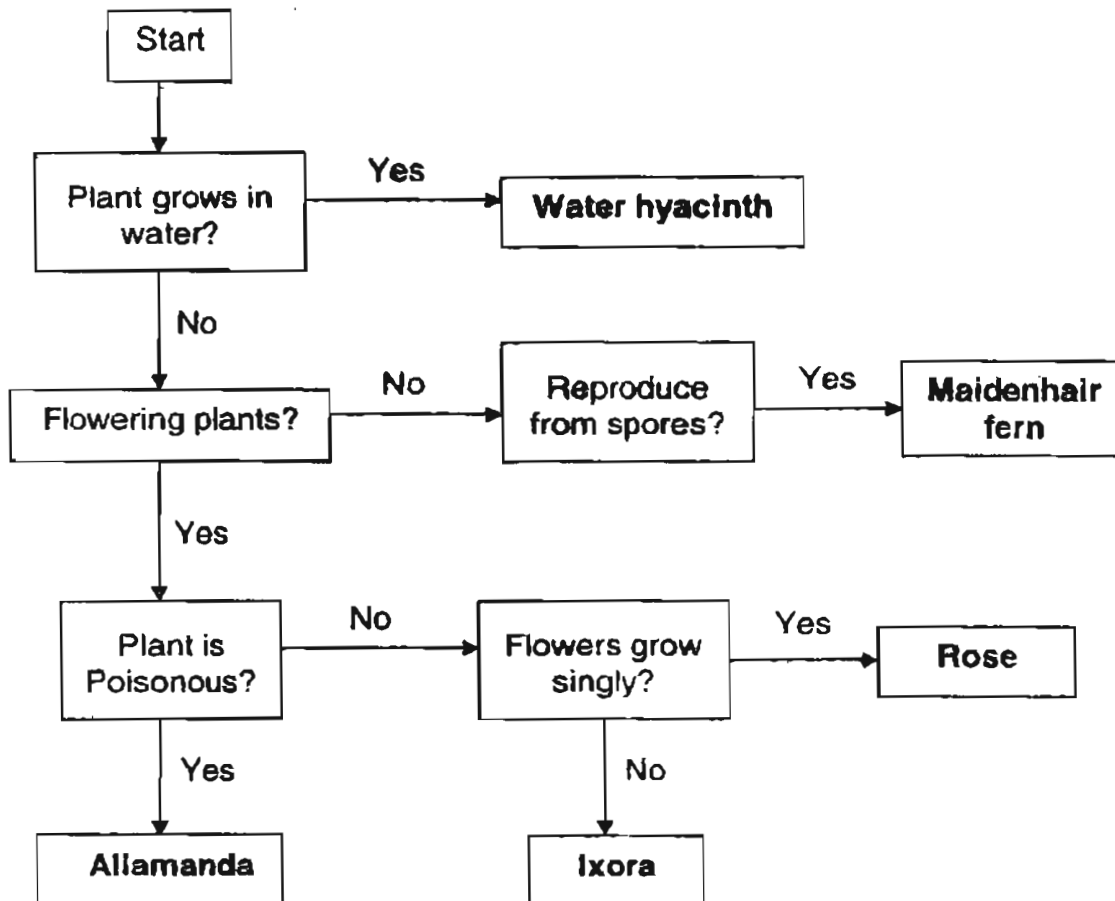 Start
Yes
Plant grows in
water?
Water hyacinth
No
No
Yes
Flowering plants?
Reproduce
from spores?
Maidenhair
fern
Yes
No
Yes
Plant is
Poisonous?
Flowers grow
singly?
Rose
Yes
No
Allamanda
Ixora